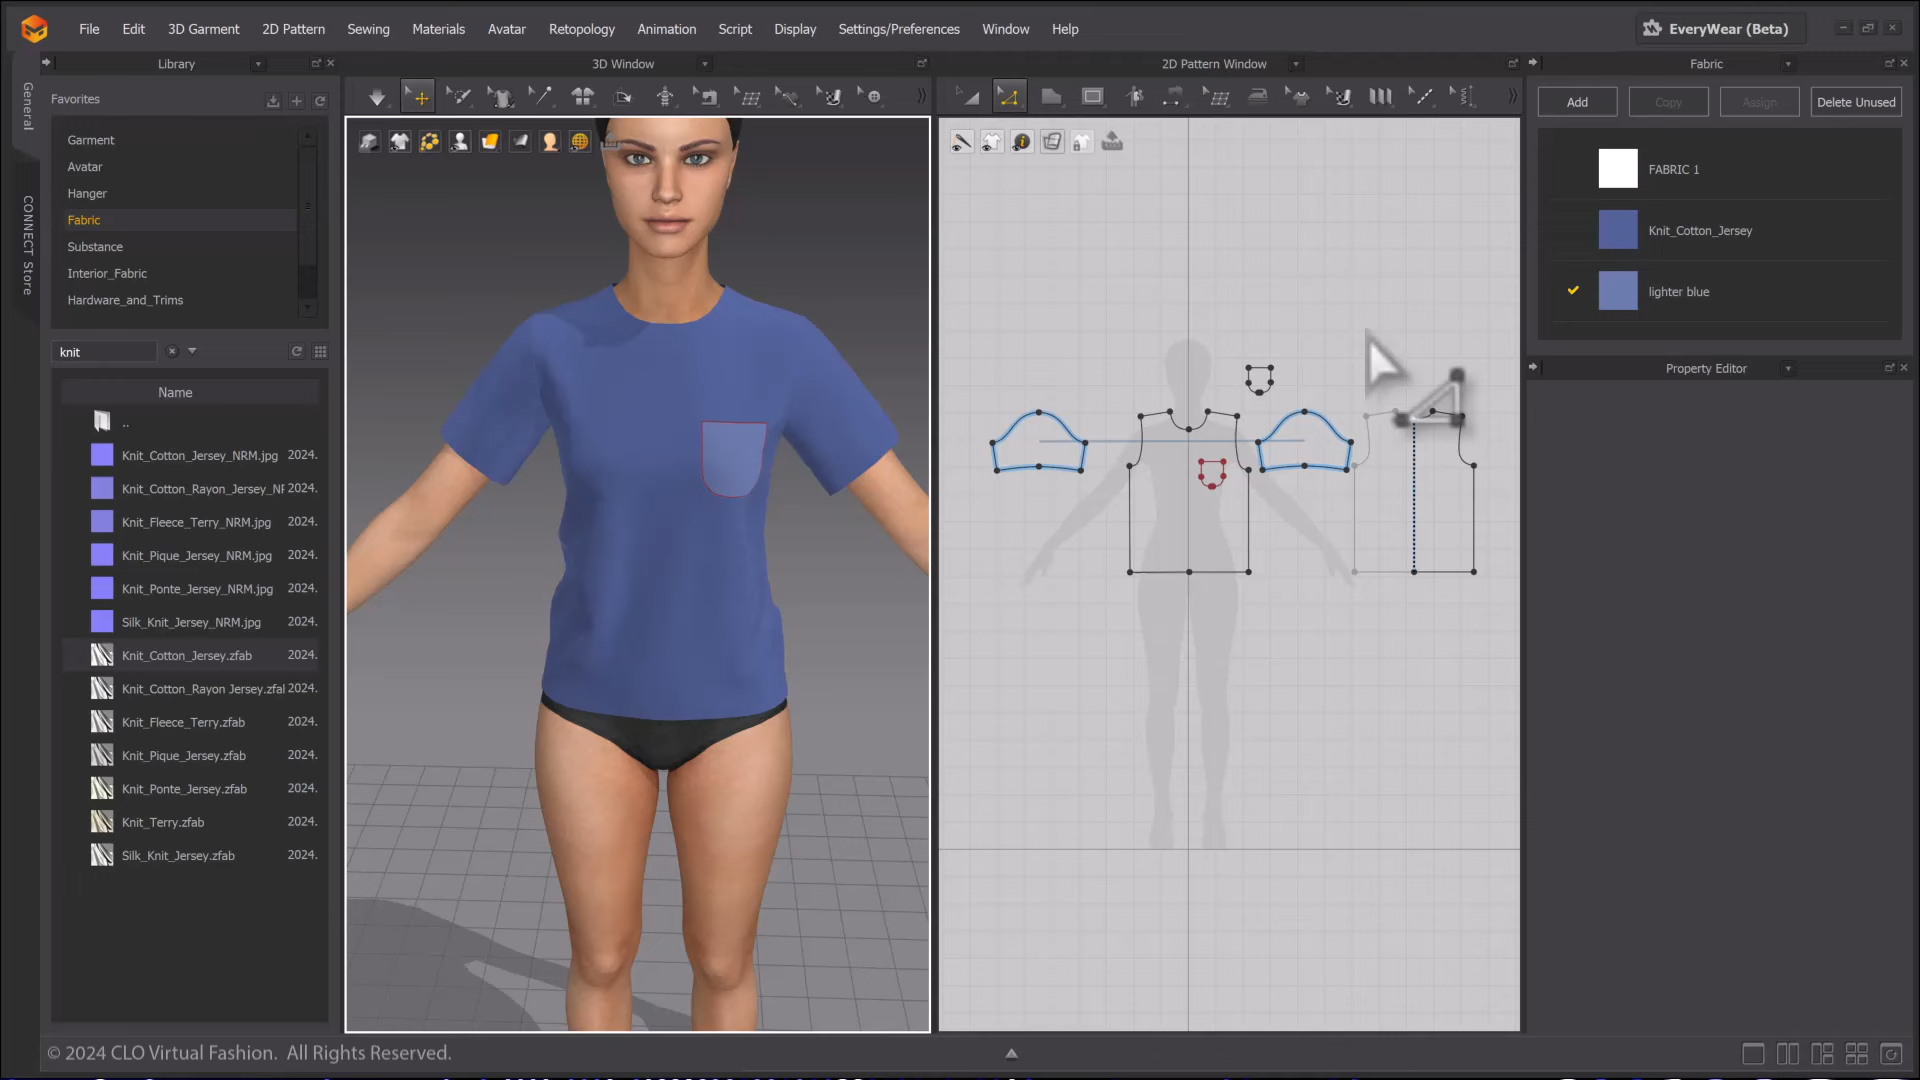 File Edit 3D Garment 2D Pattern Sewing Materials Avatar Retopology Animation Script Display Settings/Preferences Window Help EveryWear (Beta)
Library 3D Window 2D Pattern Window Fabric
General
CONNECT Store
Favorites
Garment
Avatar
Hanger
Fabric
Substance
Interior_Fabric
Hardware_and_Trims
knit
Name
..
Knit_Cotton_Jersey_NRM.jpg 2024.
Knit_Cotton_Rayon_Jersey_NF 2024.
Knit_Fleece_Terry_NRM.jpg 2024.
Knit_Pique_Jersey_NRM.jpg 2024.
Knit_Ponte_Jersey_NRM.jpg 2024.
Silk_Knit_Jersey_NRM.jpg 2024.
Knit_Cotton_Jersey.zfab 2024.
Knit_Cotton_Rayon Jersey.zfal 2024.
Knit_Fleece_Terry.zfab 2024.
Knit_Pique_Jersey.zfab 2024.
Knit_Ponte_Jersey.zfab 2024.
Knit_Terry.zfab 2024.
Silk_Knit_Jersey.zfab 2024.
Add Copy Assign Delete Unused
FABRIC 1
Knit_Cotton_Jersey
lighter blue
Property Editor
© 2024 CLO Virtual Fashion. All Rights Reserved.